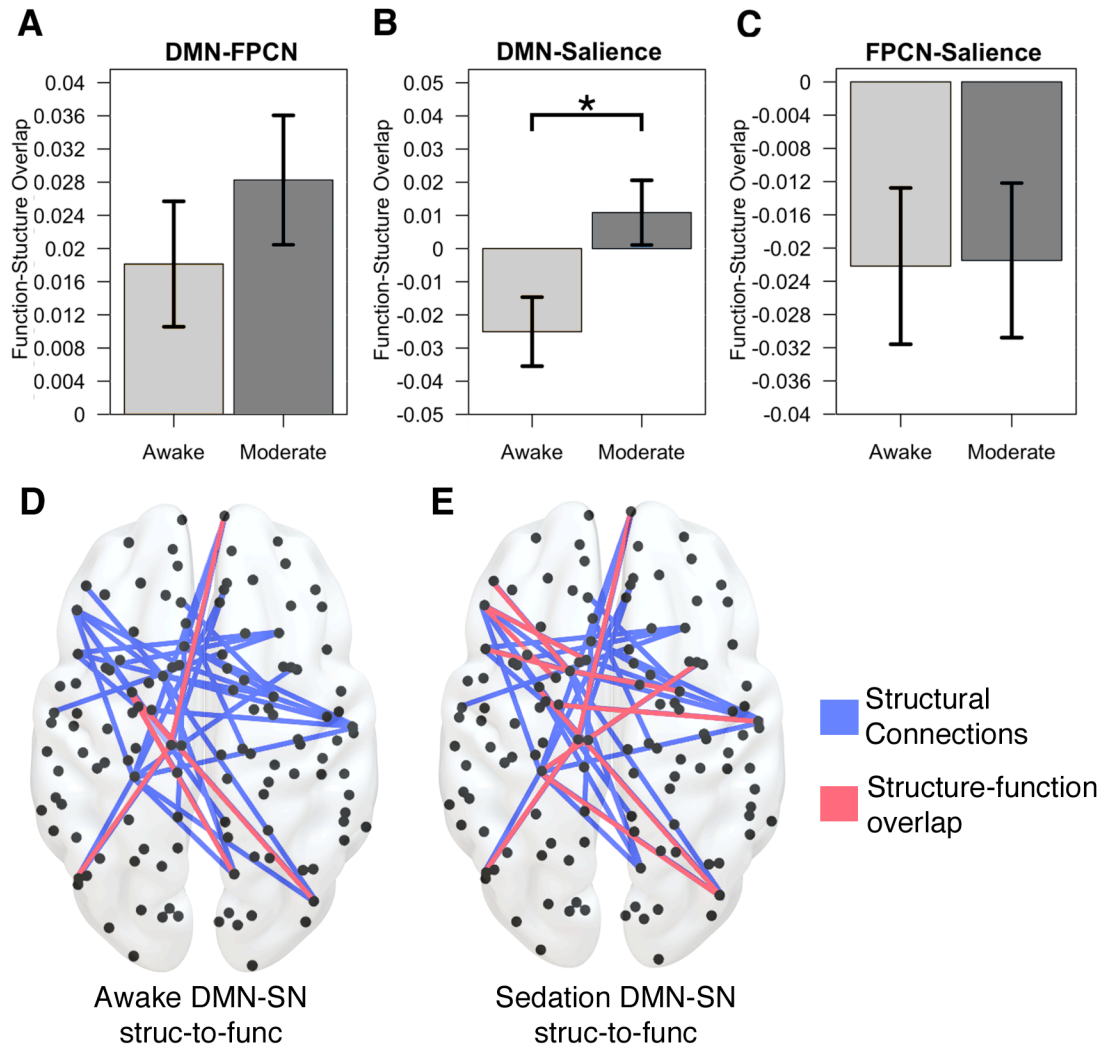 A
DMN-FPCN
Function-Stucture Overlap
0.04
0.036
0.032
0.028
0.024
0.02
0.016
0.012
0.008
0.004
0
Awake
Moderate
B
DMN-Salience
Function-Stucture Overlap
0.05
0.04
0.03
0.02
0.01
0
-0.01
-0.02
-0.03
-0.04
-0.05
*
Awake
Moderate
C
FPCN-Salience
Function-Stucture Overlap
0
-0.004
-0.008
-0.012
-0.016
-0.02
-0.024
-0.028
-0.032
-0.036
-0.04
Awake
Moderate
D
Awake DMN-SN
struc-to-func
E
Sedation DMN-SN
struc-to-func
Structural
Connections
Structure-function
overlap